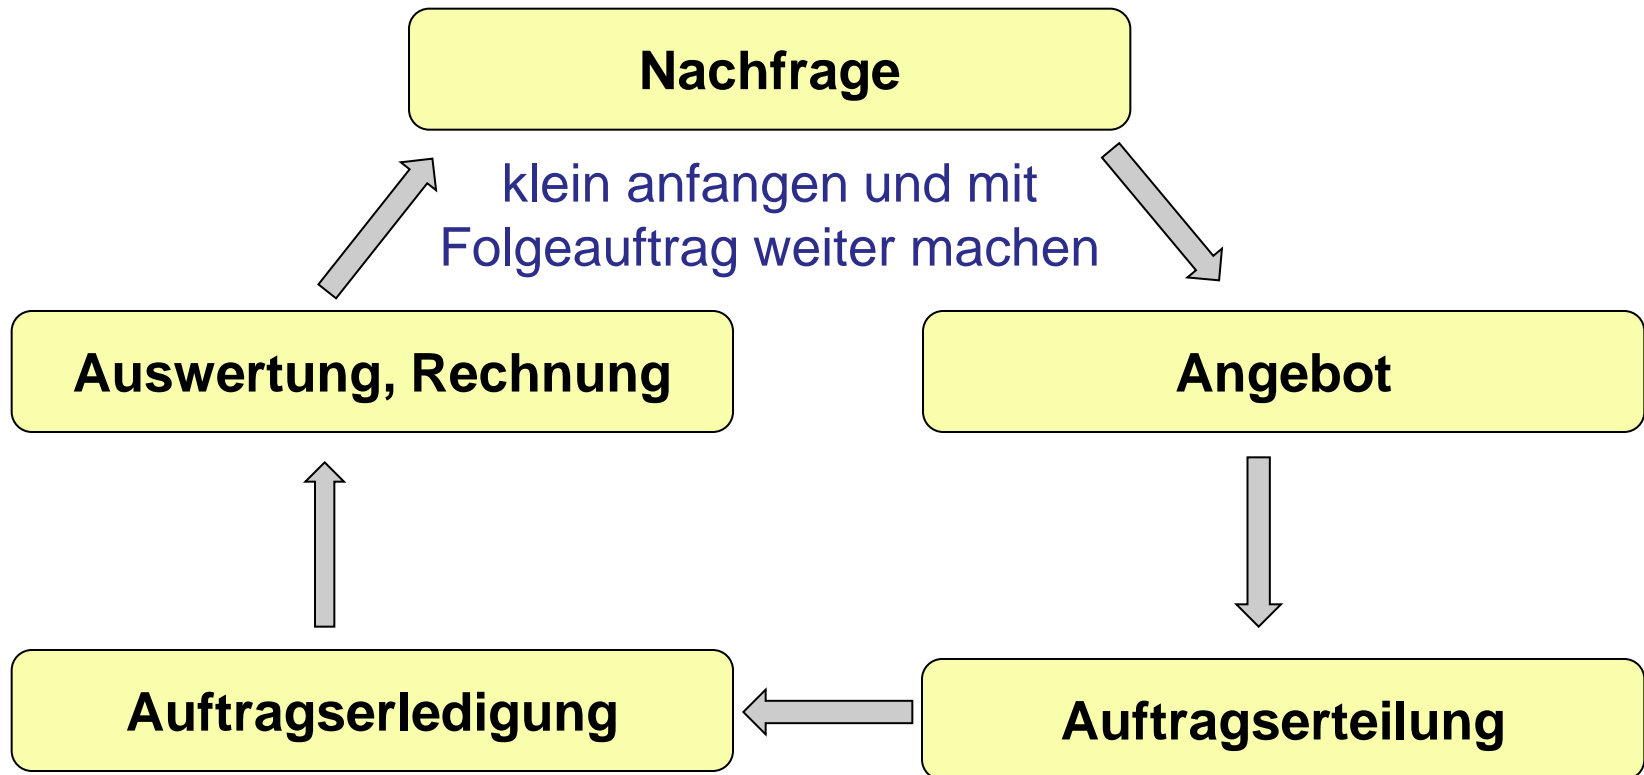 Nachfrage
klein anfangen und mit
Folgeauftrag weiter machen
Auswertung, Rechnung
Angebot
Auftragserledigung
Auftragserteilung